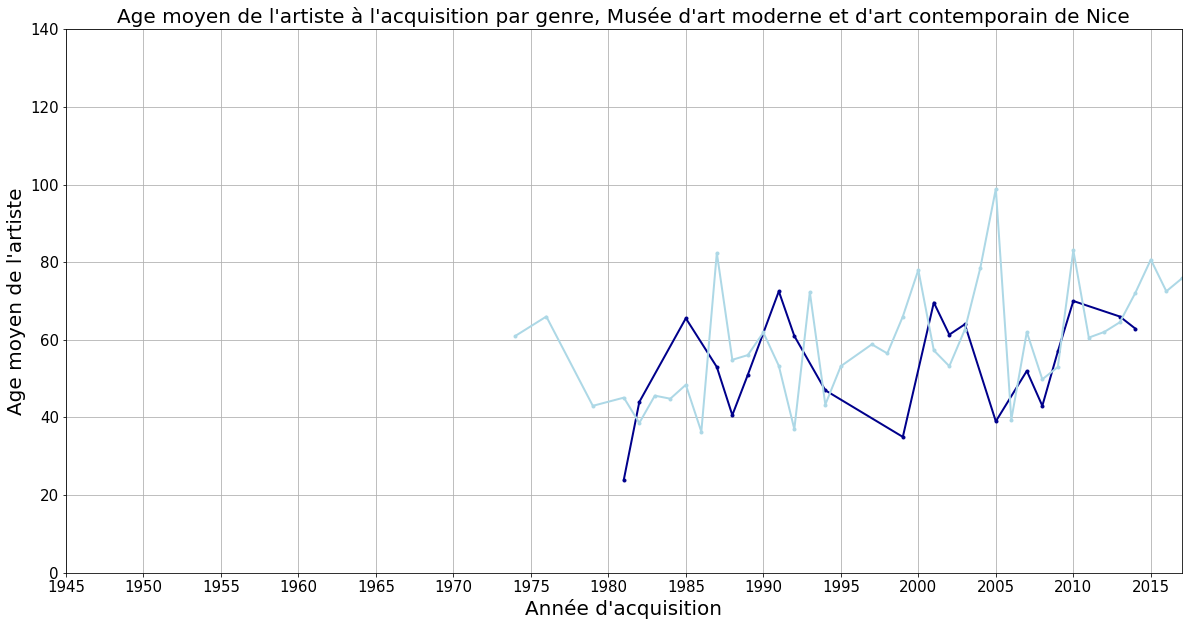 Age moyen de l'artiste à l'acquisition par genre, Musée d'art moderne et d'art contemporain de Nice
140
120
100
80
60
40
20
0
Age moyen de l'artiste
1945 1950 1955 1960 1965 1970 1975 1980 1985 1990 1995 2000 2005 2010 2015
Année d'acquisition